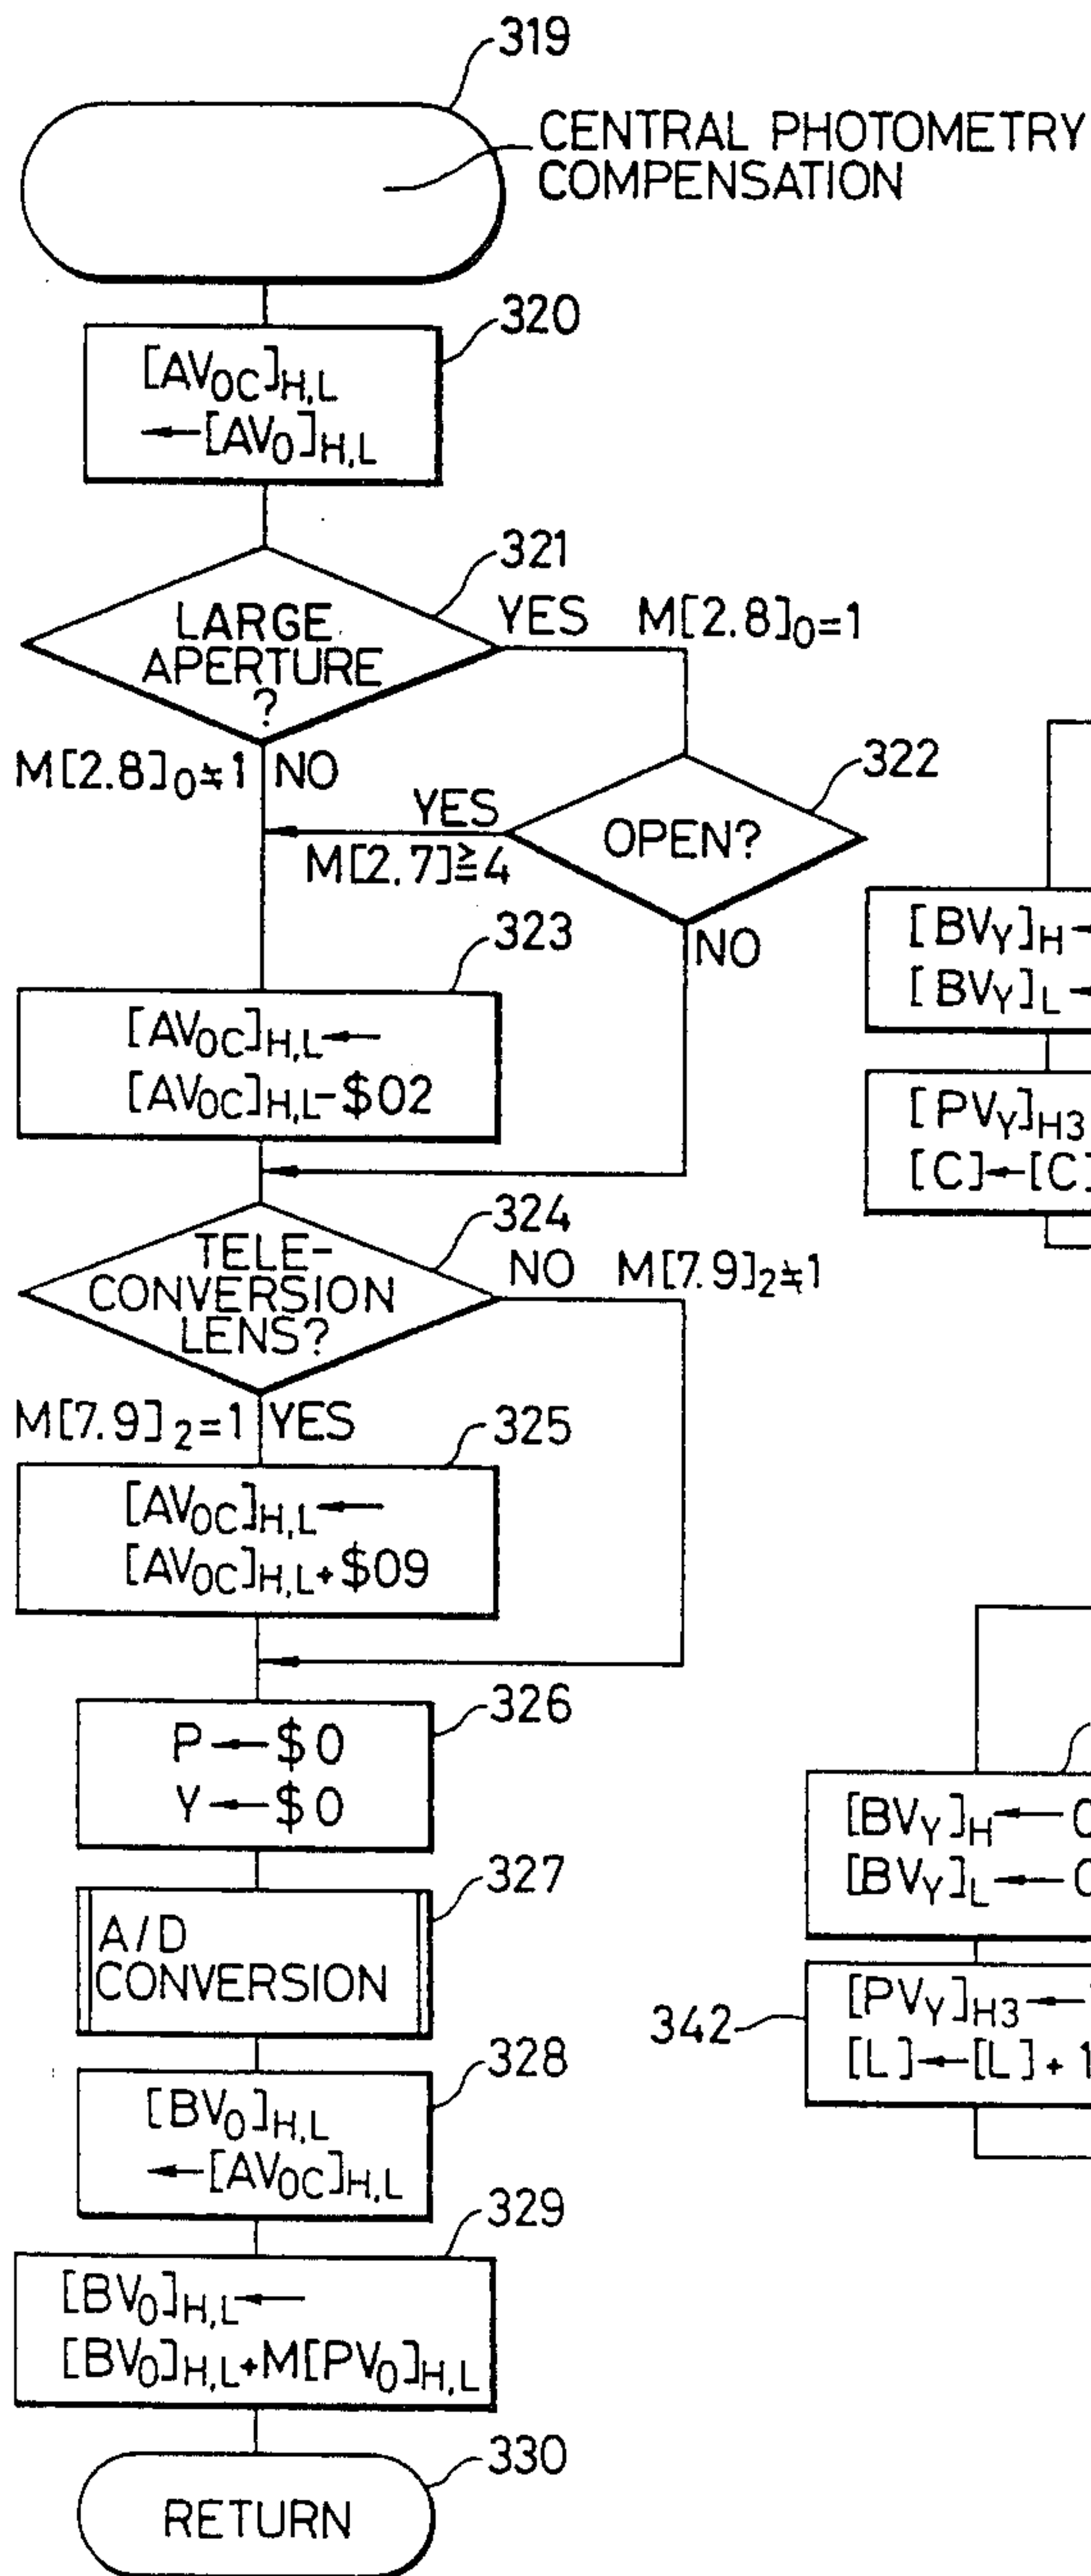 319
CENTRAL PHOTOMETRY
COMPENSATION
320
[AV0C]H,L
←[AV0]H,L
321
LARGE
APERTURE
?
YES M[2.8]0=1
M[2.8]0≒1 NO
322
OPEN?
YES
M[2.7]≧4
NO
323
[AV0C]H,L←
[AV0C]H,L-$02
324
TELE-
CONVERSION
LENS?
NO M[7.9]2≒1
M[7.9]2=1 YES
325
[AV0C]H,L←
[AV0C]H,L+$09
326
P←$0
Y←$0
327
A/D
CONVERSION
328
[BV0]H,L
←[AV0C]H,L
329
[BV0]H,L←
[BV0]H,L+M[PV0]H,L
330
RETURN
[BVY]H←
[BVY]L←
[PVY]H3
[C]←[C]
[BVY]H←0
[BVY]L←0
342
[PVY]H3←
[L]←[L]+1